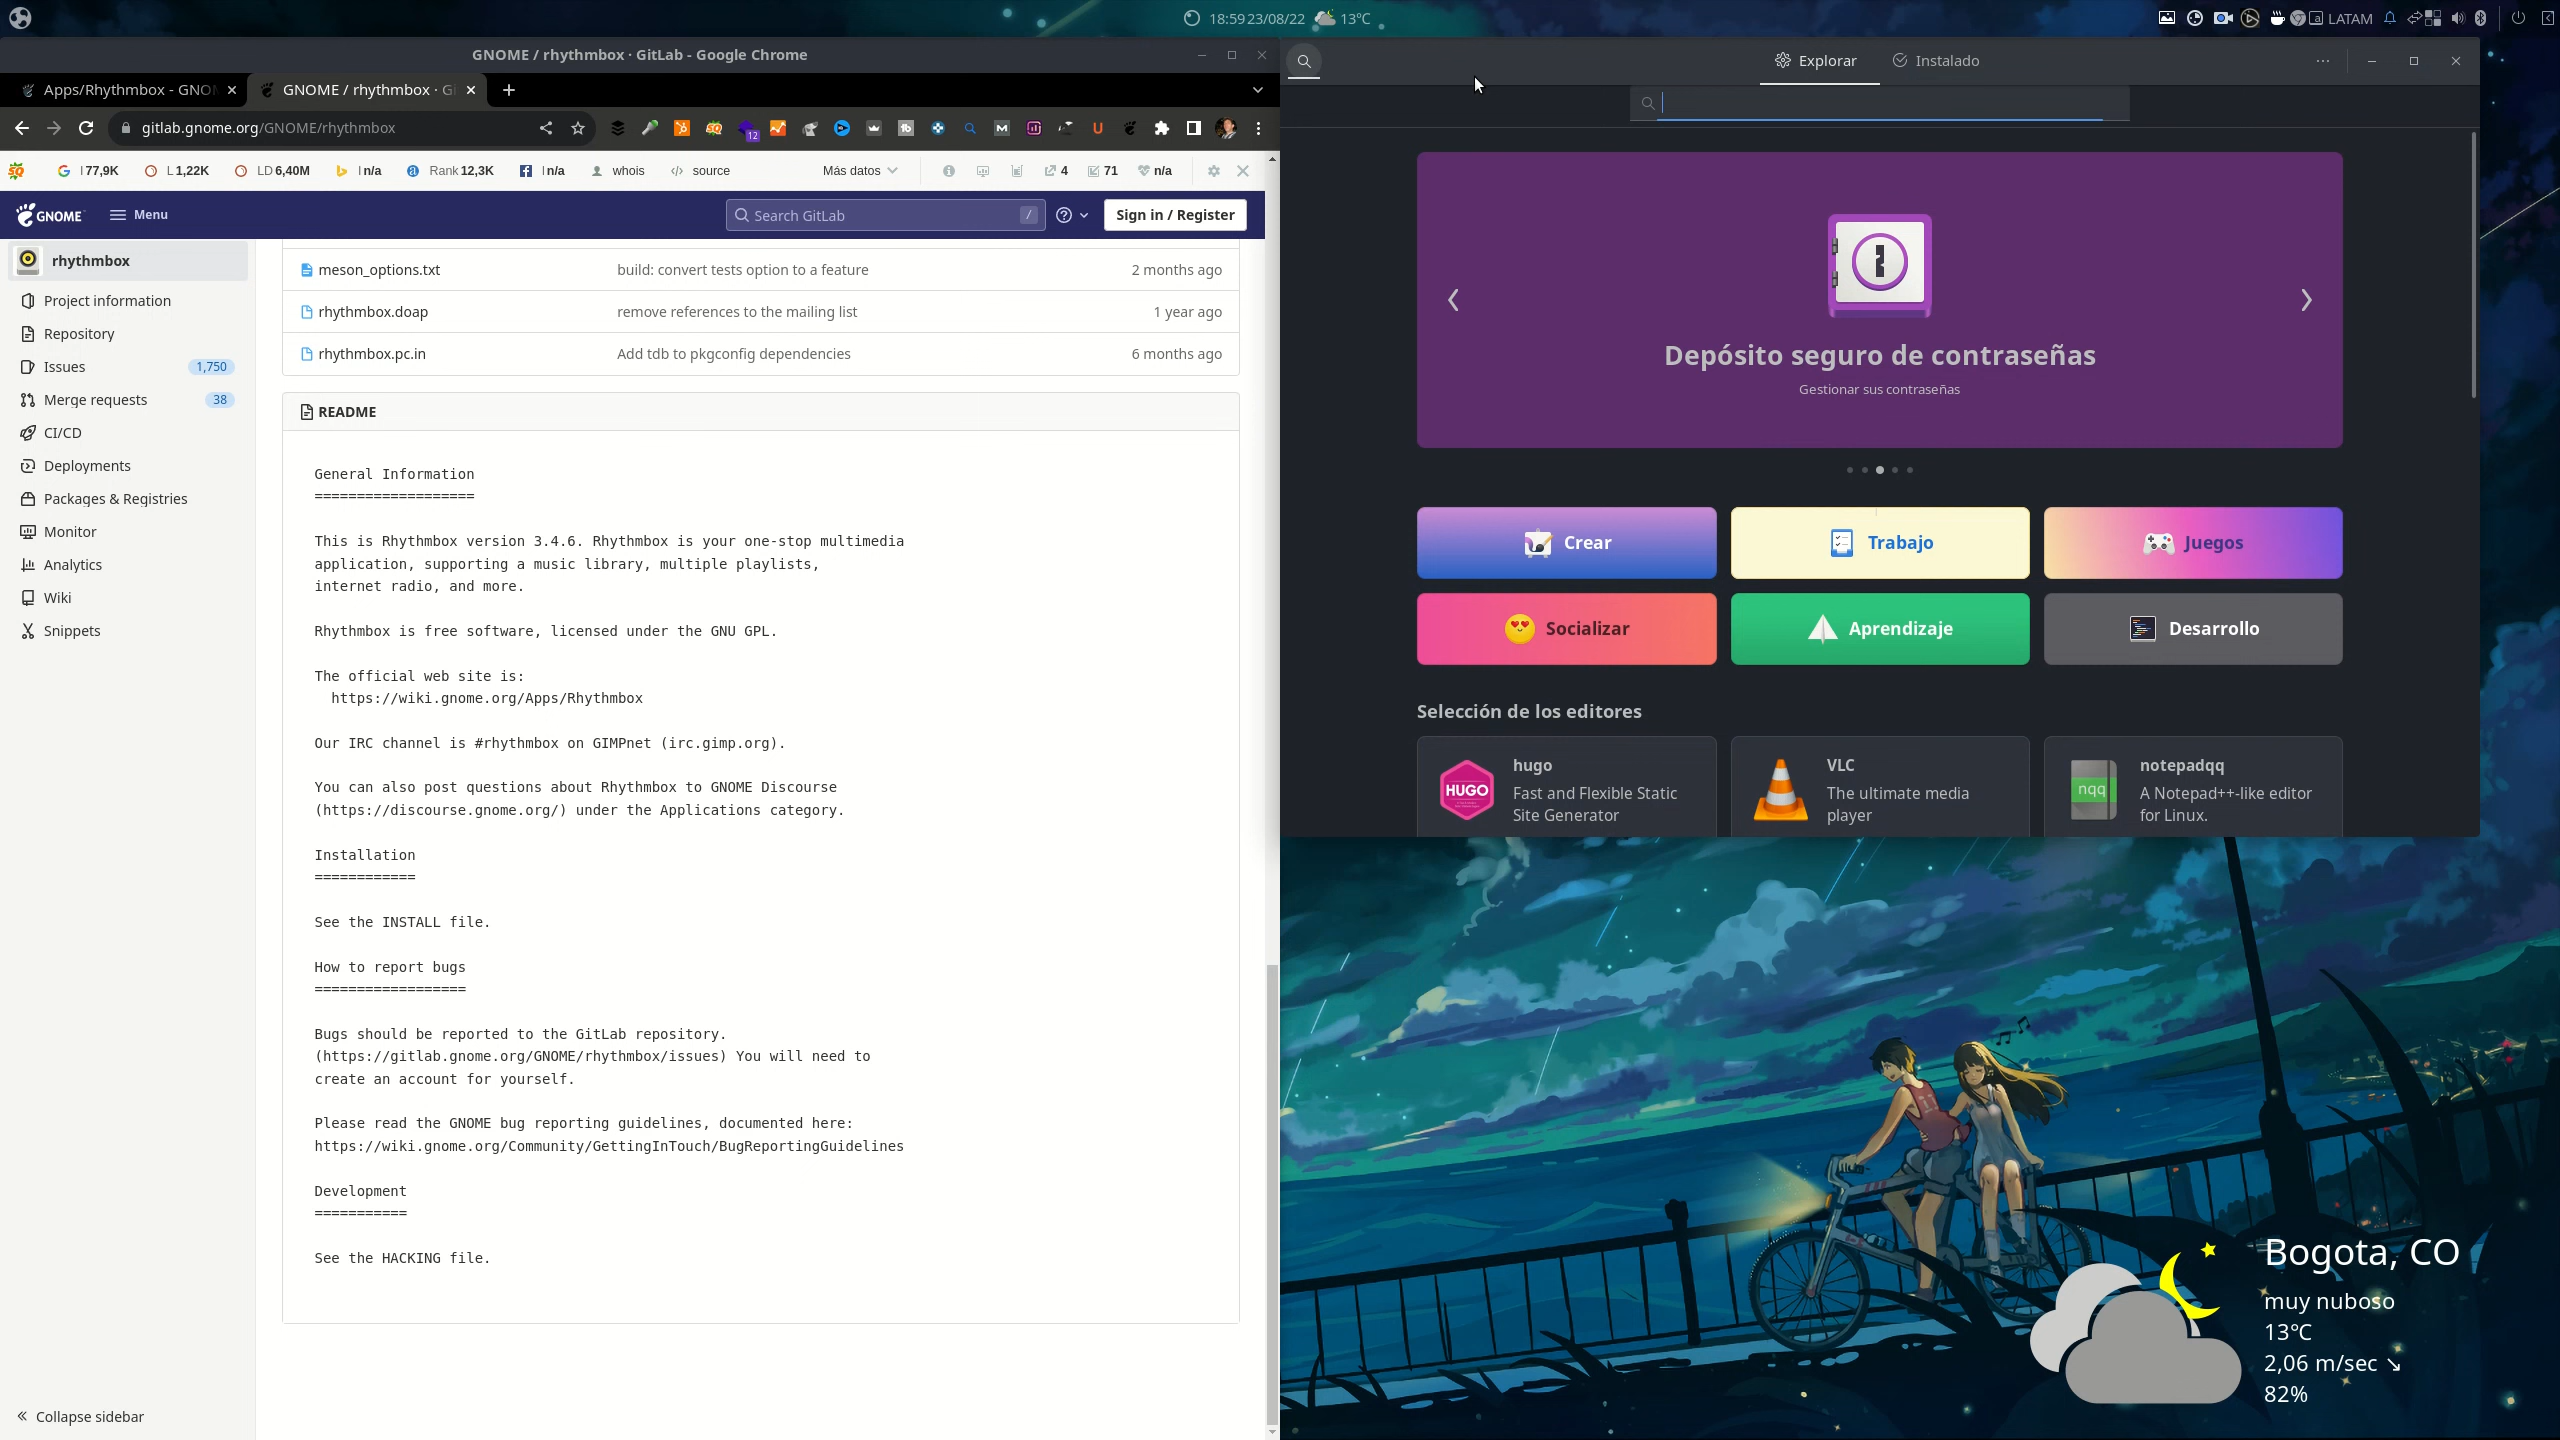 18:59 23/08/22 13°C
LATAM
GNOME / rhythmbox · GitLab - Google Chrome
Apps/Rhythmbox - GNO
GNOME / rhythmbox · Gi
gitlab.gnome.org/GNOME/rhythmbox
12
I 77,9K
L 1,22K
LD 6,40M
I n/a
Rank 12,3K
I n/a
whois
source
Más datos
4
71
n/a
GNOME
Menu
Search GitLab
/
Sign in / Register
rhythmbox
Project information
Repository
Issues 1,750
Merge requests 38
CI/CD
Deployments
Packages & Registries
Monitor
Analytics
Wiki
Snippets
Collapse sidebar
meson_options.txt build: convert tests option to a feature 2 months ago
rhythmbox.doap remove references to the mailing list 1 year ago
rhythmbox.pc.in Add tdb to pkgconfig dependencies 6 months ago
README
General Information
===================
This is Rhythmbox version 3.4.6. Rhythmbox is your one-stop multimedia
application, supporting a music library, multiple playlists,
internet radio, and more.
Rhythmbox is free software, licensed under the GNU GPL.
The official web site is:
https://wiki.gnome.org/Apps/Rhythmbox
Our IRC channel is #rhythmbox on GIMPnet (irc.gimp.org).
You can also post questions about Rhythmbox to GNOME Discourse
(https://discourse.gnome.org/) under the Applications category.
Installation
============
See the INSTALL file.
How to report bugs
==================
Bugs should be reported to the GitLab repository.
(https://gitlab.gnome.org/GNOME/rhythmbox/issues) You will need to
create an account for yourself.
Please read the GNOME bug reporting guidelines, documented here:
https://wiki.gnome.org/Community/GettingInTouch/BugReportingGuidelines
Development
===========
See the HACKING file.
Explorar
Instalado
Depósito seguro de contraseñas
Gestionar sus contraseñas
Crear
Trabajo
Juegos
Socializar
Aprendizaje
Desarrollo
Selección de los editores
HUGO
hugo
Fast and Flexible Static
Site Generator
VLC
The ultimate media
player
nqq
notepadqq
A Notepad++-like editor
for Linux.
Bogota, CO
muy nuboso
13°C
2,06 m/sec ↘
82%